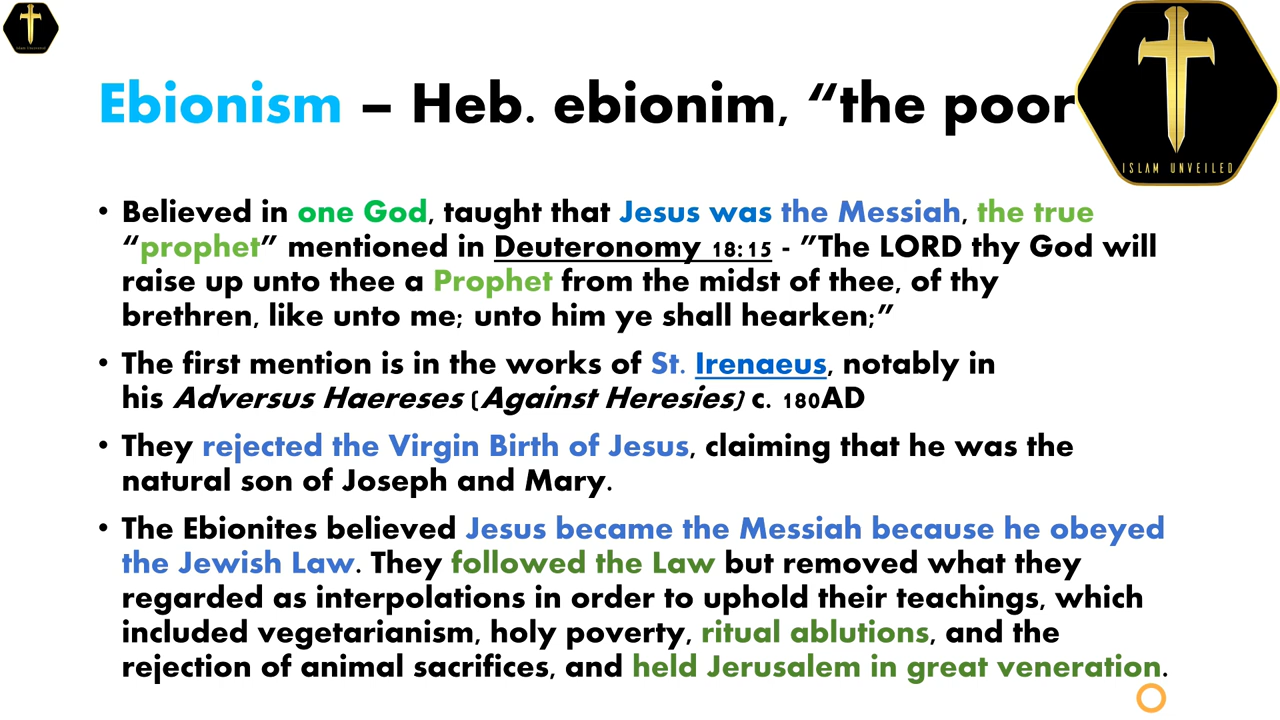 Ebionism – Heb. ebionim, “the poor
ISLAM UNVEILED
• Believed in one God, taught that Jesus was the Messiah, the true
“prophet” mentioned in Deuteronomy 18:15 - ”The LORD thy God will
raise up unto thee a Prophet from the midst of thee, of thy
brethren, like unto me; unto him ye shall hearken;”
• The first mention is in the works of St. Irenaeus, notably in
his Adversus Haereses (Against Heresies) c. 180AD
• They rejected the Virgin Birth of Jesus, claiming that he was the
natural son of Joseph and Mary.
• The Ebionites believed Jesus became the Messiah because he obeyed
the Jewish Law. They followed the Law but removed what they
regarded as interpolations in order to uphold their teachings, which
included vegetarianism, holy poverty, ritual ablutions, and the
rejection of animal sacrifices, and held Jerusalem in great veneration.